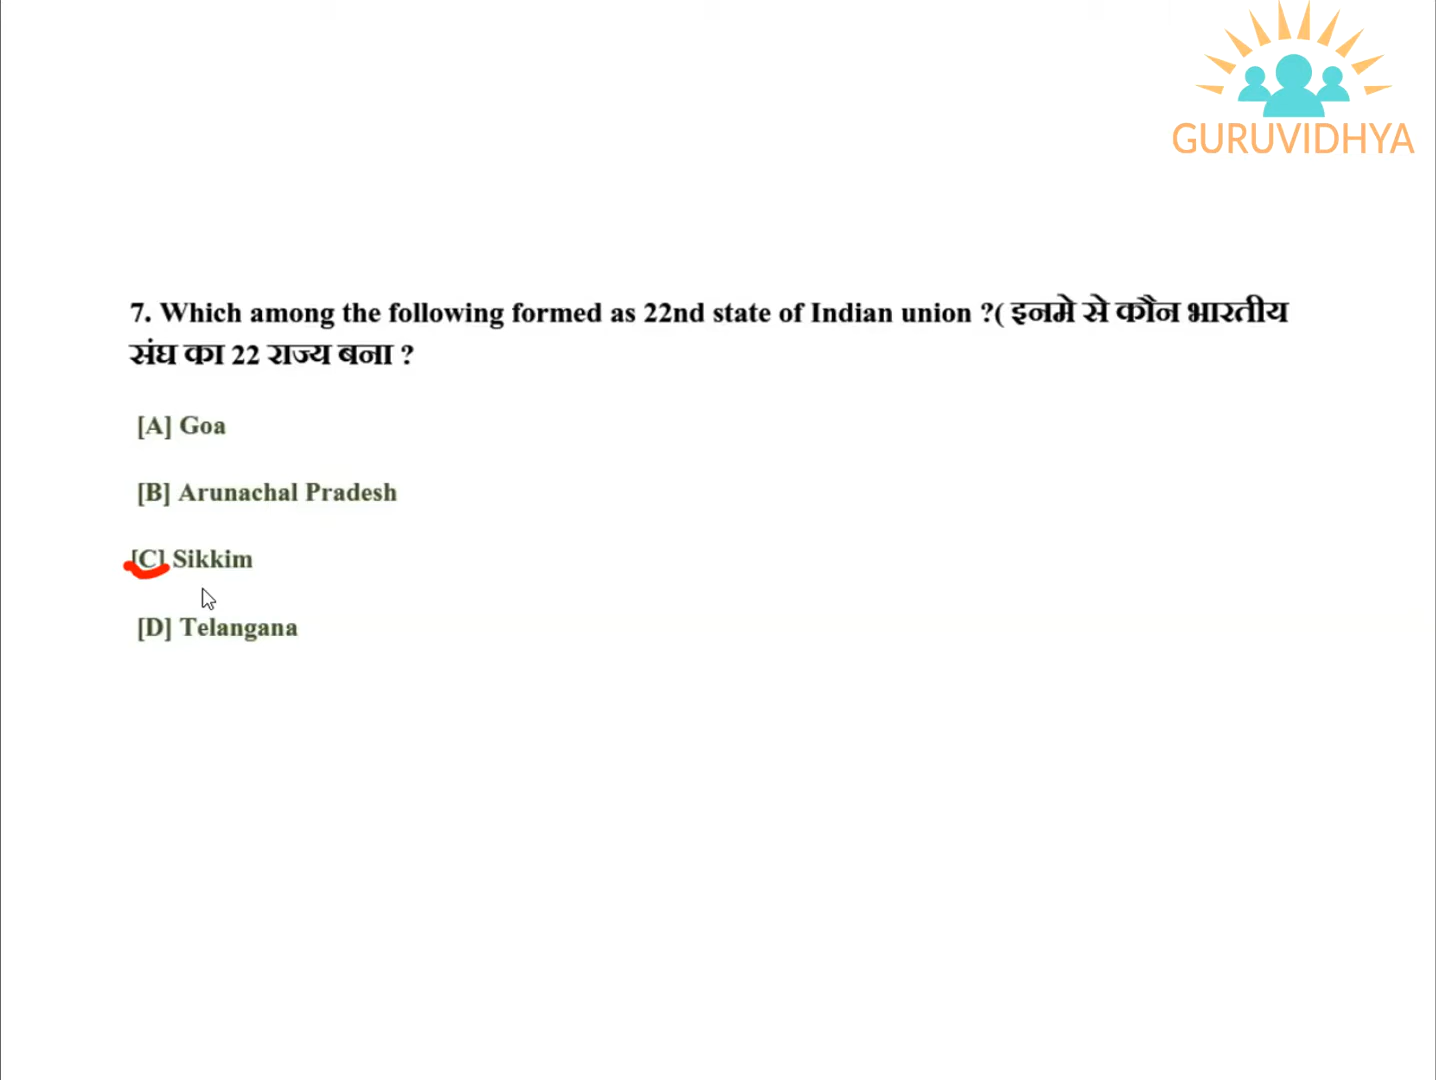 GURUVIDHYA
7. Which among the following formed as 22nd state of Indian union ?( इनमे से कौन भारतीय
संघ का 22 राज्य बना ?
[A] Goa
[B] Arunachal Pradesh
[C] Sikkim
[D] Telangana